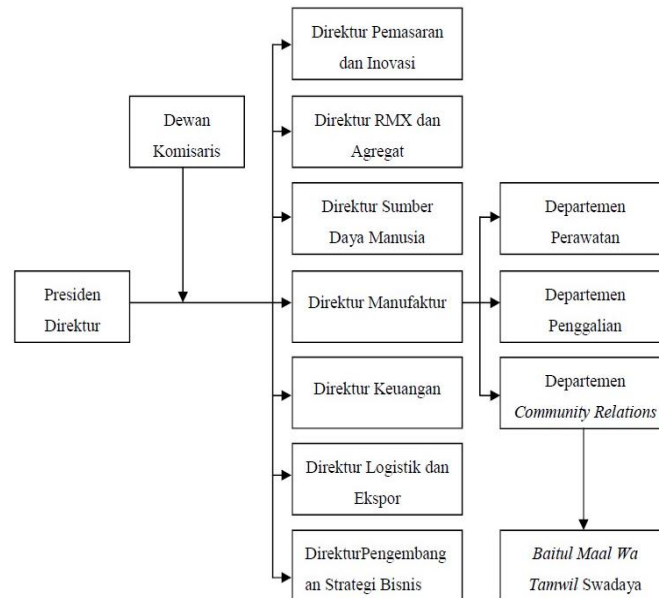 Direktur Pemasaran
dan Inovasi
Dewan
Komisaris
Direktur RMX dan
Agregat
Direktur Sumber
Daya Manusia
Departemen
Perawatan
Presiden
Direktur
Direktur Manufaktur
Departemen
Penggalian
Direktur Keuangan
Departemen
Community Relations
Direktur Logistik dan
Ekspor
DirekturPengembang
an Strategi Bisnis
Baitul Maal Wa
Tamwil Swadaya